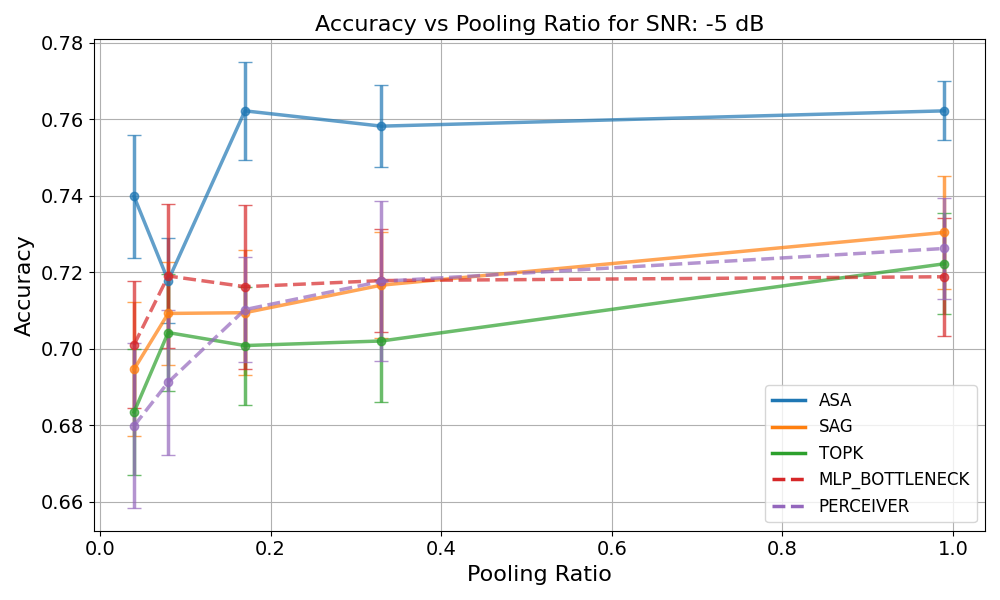 Accuracy vs Pooling Ratio for SNR: -5 dB
0.78
0.76
0.74
0.72
0.70
0.68
0.66
Accuracy
ASA
SAG
TOPK
MLP_BOTTLENECK
PERCEIVER
0.0 0.2 0.4 0.6 0.8 1.0
Pooling Ratio